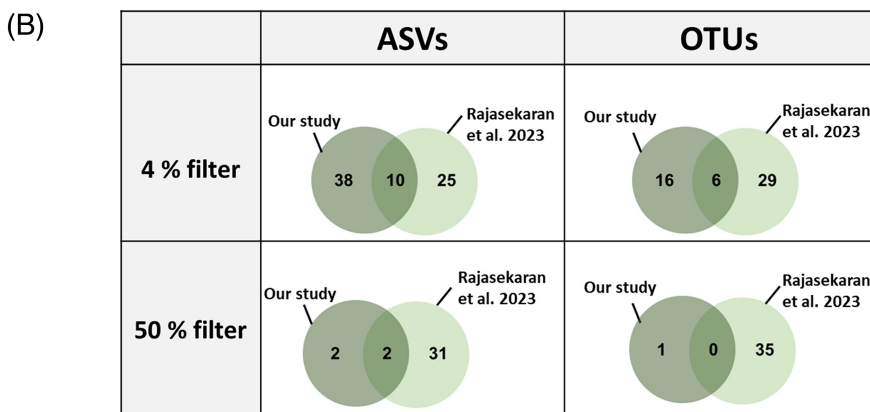 (B)
ASVs
OTUs
4 % filter
Our study
Rajasekaran
et al. 2023
38
10
25
Our study
Rajasekaran
et al. 2023
16
6
29
50 % filter
Our study
Rajasekaran
et al. 2023
2
2
31
Our study
Rajasekaran
et al. 2023
1
0
35